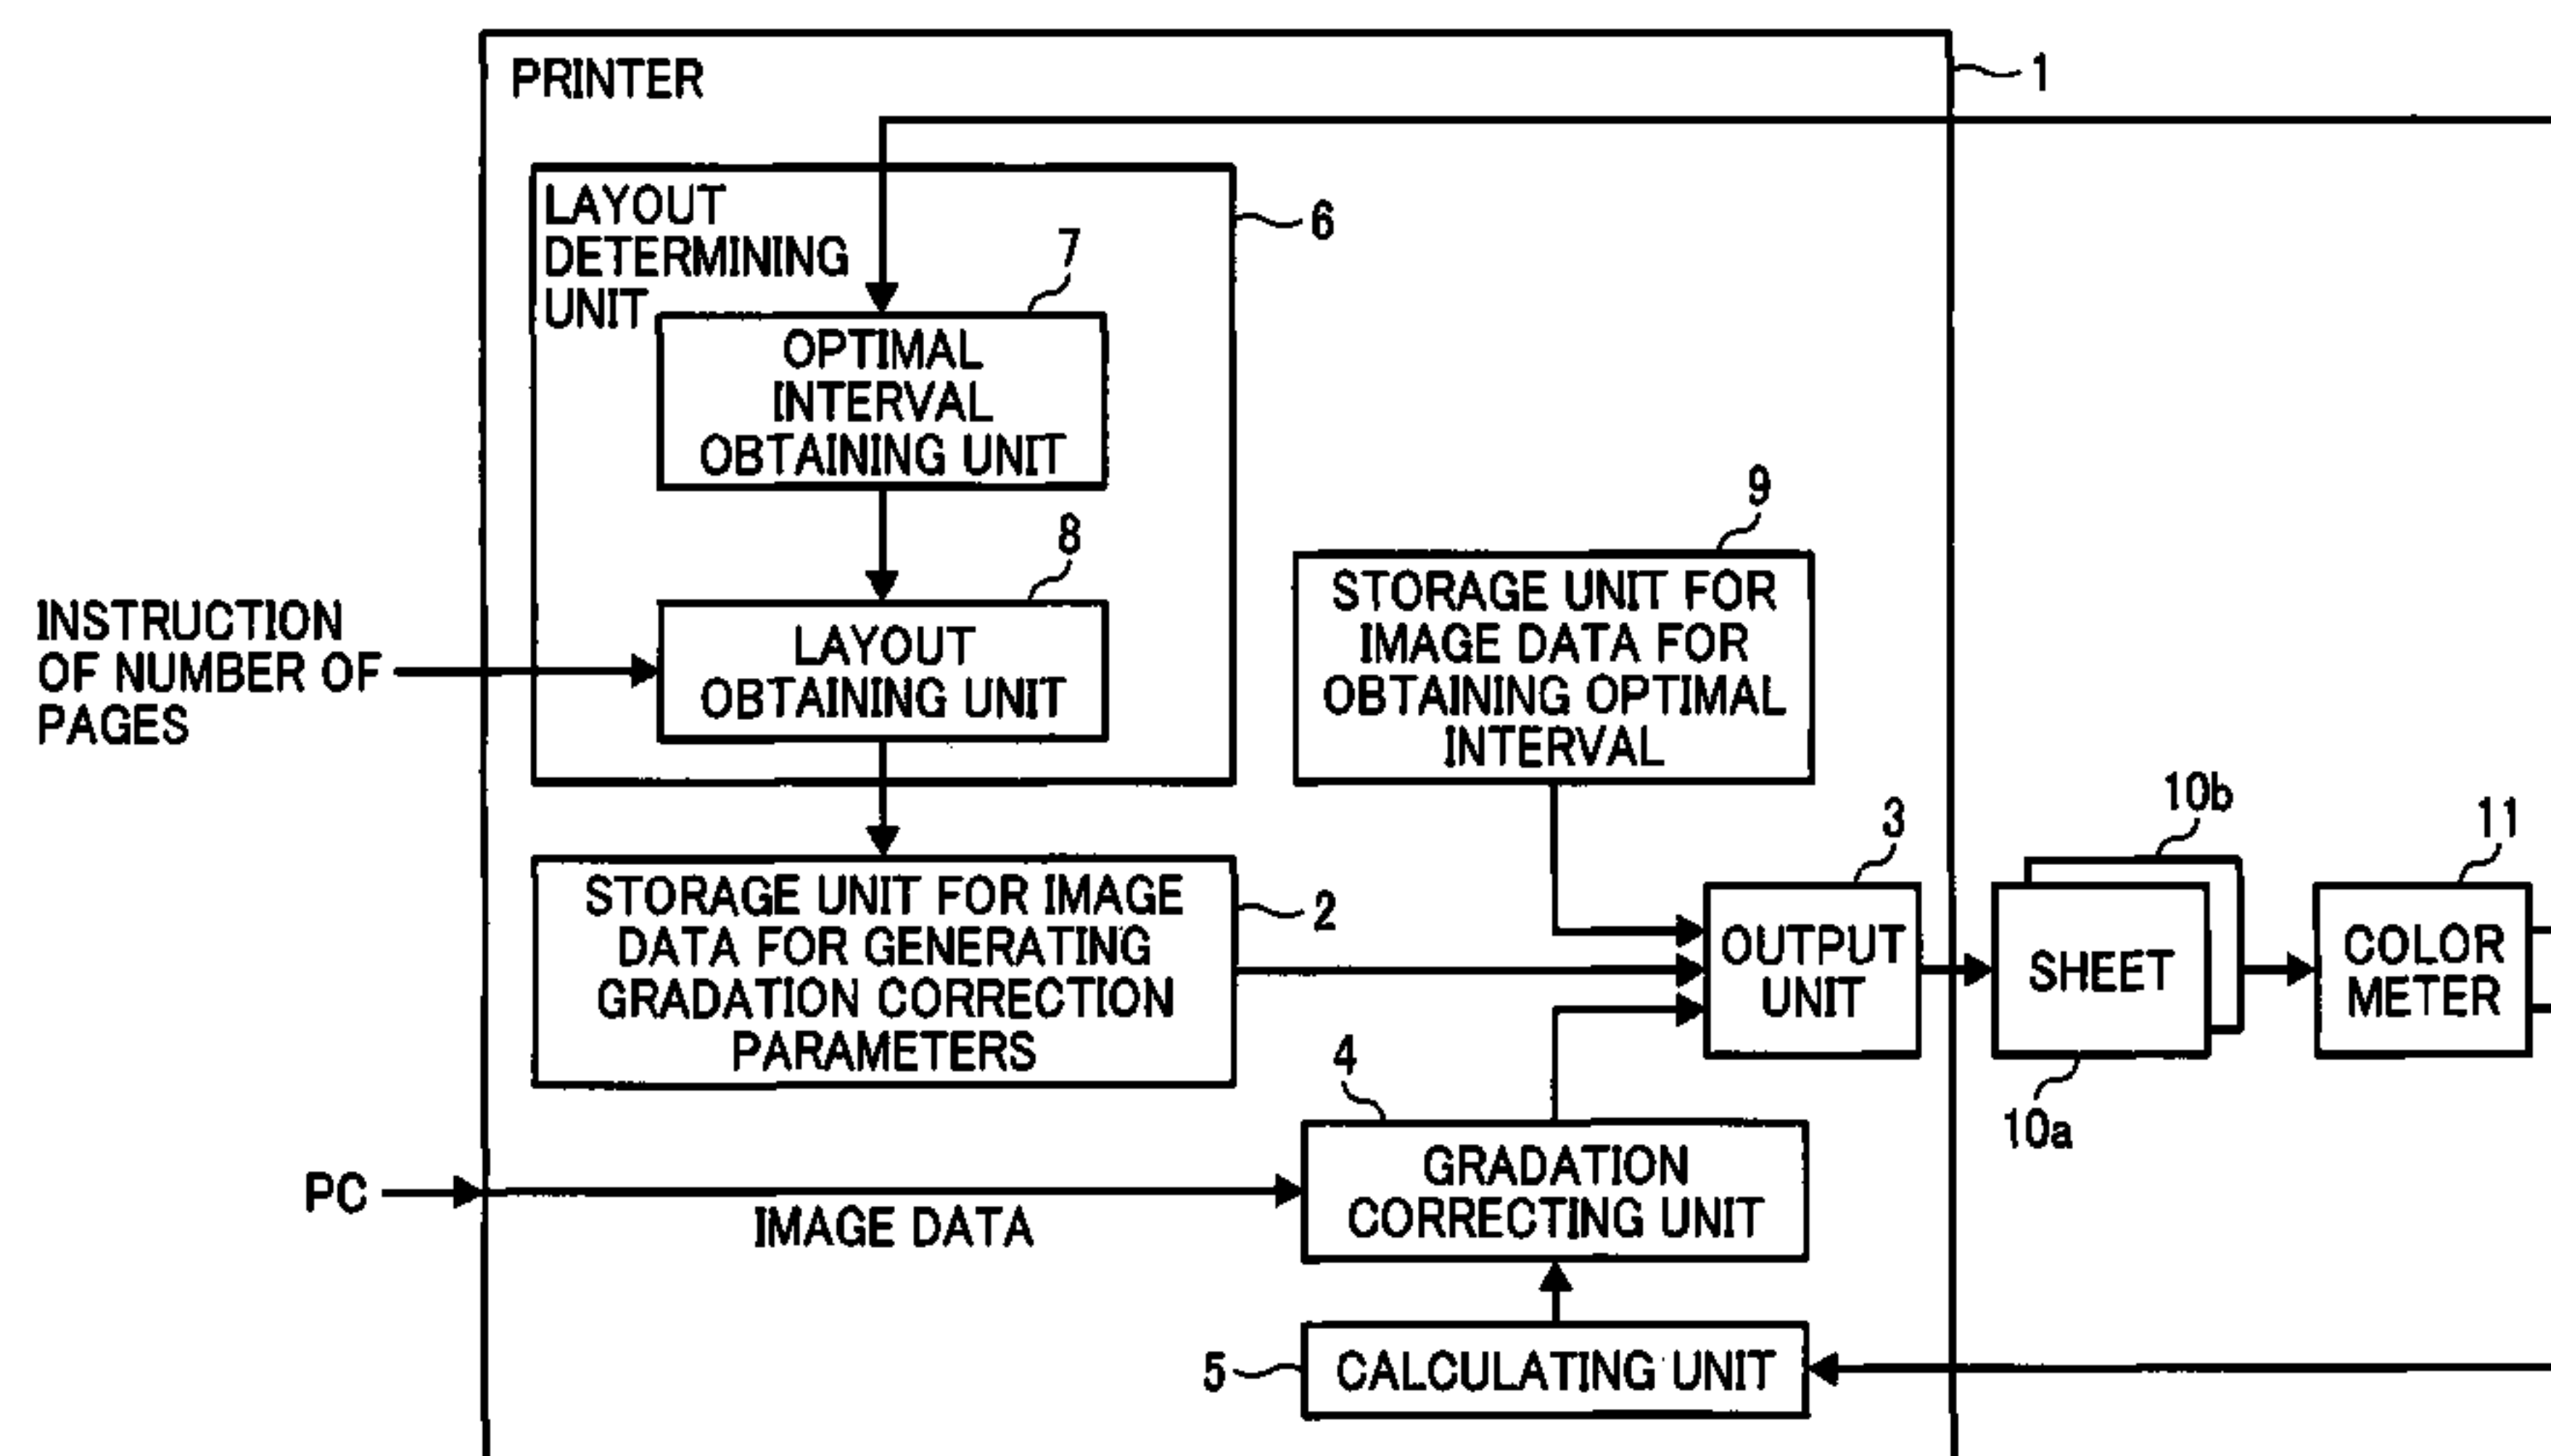 PRINTER
1
LAYOUT
DETERMINING
UNIT
6
7
OPTIMAL
INTERVAL
OBTAINING UNIT
8
LAYOUT
OBTAINING UNIT
INSTRUCTION
OF NUMBER OF
PAGES
9
STORAGE UNIT FOR
IMAGE DATA FOR
OBTAINING OPTIMAL
INTERVAL
STORAGE UNIT FOR IMAGE
DATA FOR GENERATING
GRADATION CORRECTION
PARAMETERS
2
3
OUTPUT
UNIT
10b
SHEET
10a
11
COLOR
METER
4
GRADATION
CORRECTING UNIT
PC
IMAGE DATA
5
CALCULATING UNIT